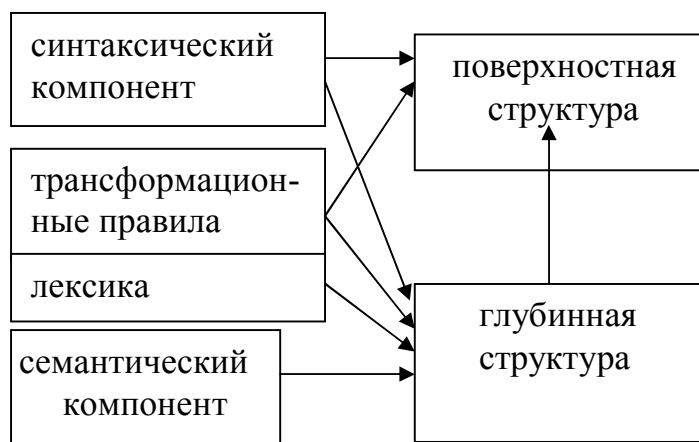 синтаксический
компонент
поверхностная
структура
трансформацион-
ные правила
лексика
глубинная
структура
семантический
компонент